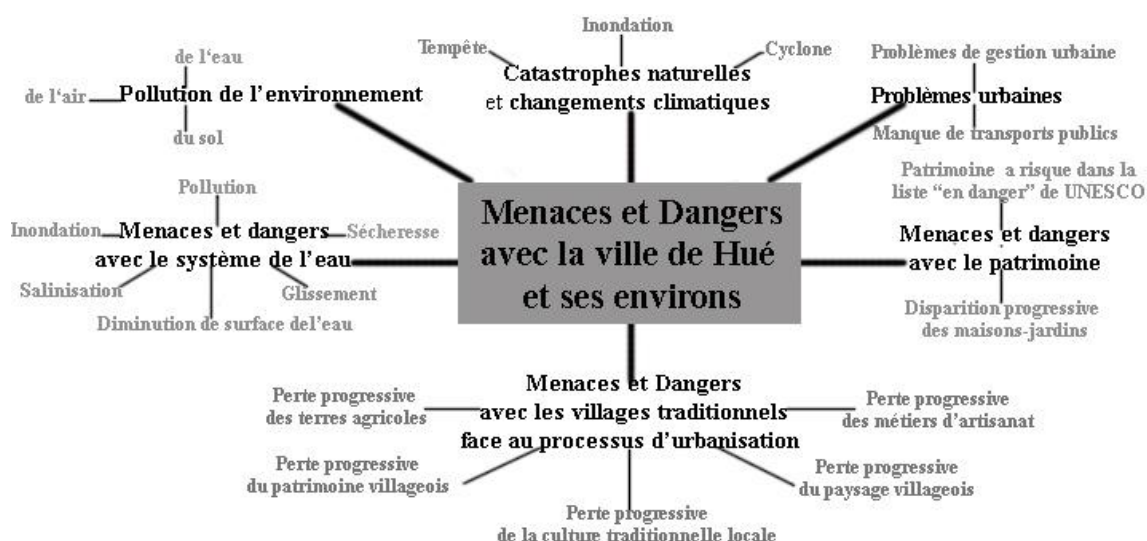 Inondation
Tempête
Cyclone
Catastrophes naturelles
et changements climatiques
de l'eau
de l'air
Pollution de l'environnement
du sol
Problèmes de gestion urbaine
Problèmes urbaines
Manque de transports publics
Pollution
Inondation
Menaces et dangers
Sécheresse
avec le système de l'eau
Salinisation
Glissement
Diminution de surface del'eau
Menaces et Dangers
avec la ville de Hué
et ses environs
Patrimoine a risque dans la
liste "en danger" de UNESCO
Menaces et dangers
avec le patrimoine
Disparition progressive
des maisons-jardins
Menaces et Dangers
avec les villages traditionnels
face au processus d'urbanisation
Perte progressive
des terres agricoles
Perte progressive
des métiers d'artisanat
Perte progressive
du patrimoine villageois
Perte progressive
du paysage villageois
Perte progressive
de la culture traditionnelle locale